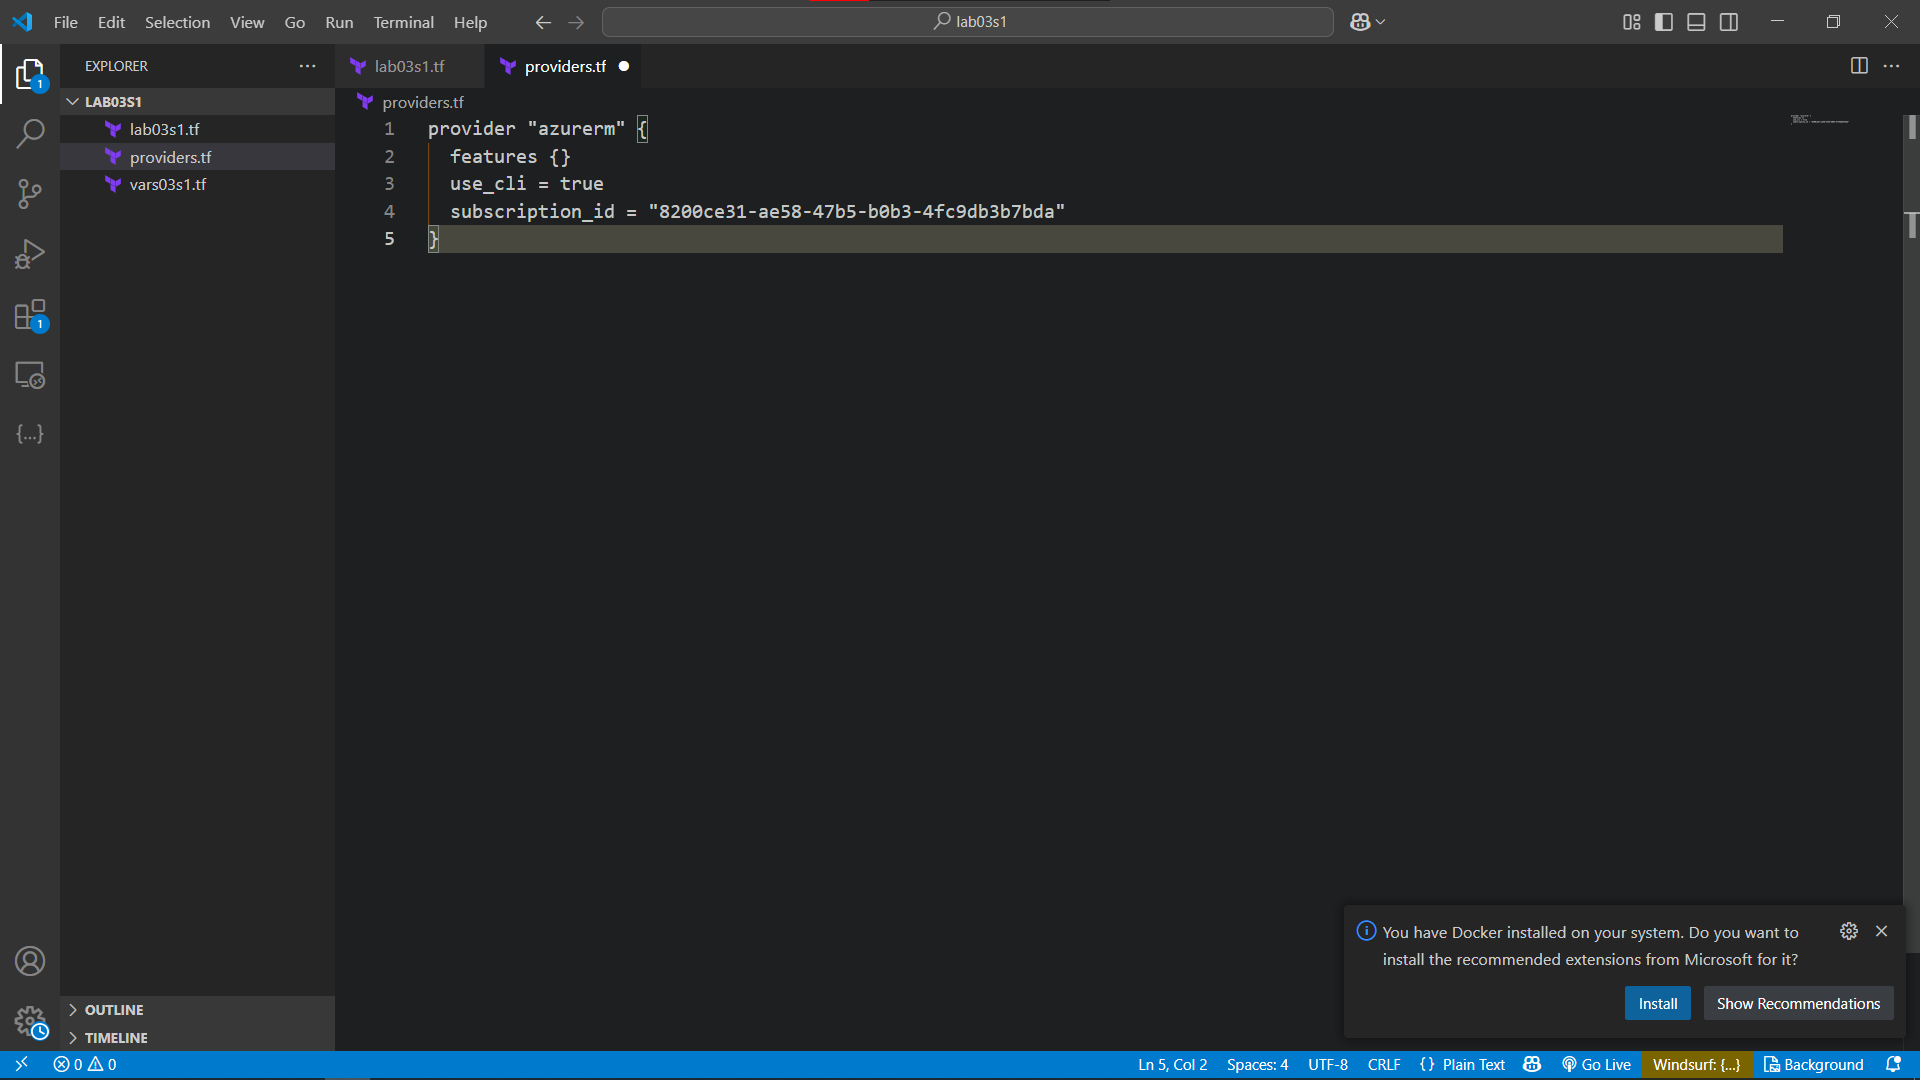 File Edit Selection View Go Run Terminal Help
lab03s1
EXPLORER
lab03s1.tf
providers.tf
LAB03S1
lab03s1.tf
providers.tf
vars03s1.tf
providers.tf
1 provider "azurerm" {
2 features {}
3 use_cli = true
4 subscription_id = "8200ce31-ae58-47b5-b0b3-4fc9db3b7bda"
5 }
1
1
{...}
You have Docker installed on your system. Do you want to
install the recommended extensions from Microsoft for it?
Install Show Recommendations
OUTLINE
TIMELINE
0 0 Ln 5, Col 2 Spaces: 4 UTF-8 CRLF {} Plain Text Go Live Windsurf: {...} Background